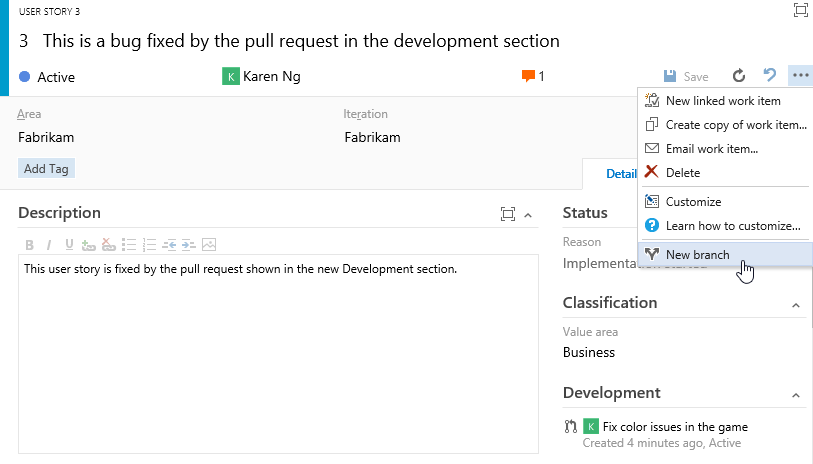 USER STORY 3
3 This is a bug fixed by the pull request in the development section
Active
K Karen Ng
1
Save
Area
Fabrikam
Iteration
Fabrikam
Add Tag
New linked work item
Create copy of work item...
Email work item...
Delete
Customize
Learn how to customize...
New branch
Detail
Description
B I U
This user story is fixed by the pull request shown in the new Development section.
Status
Reason
Implementation started
Classification
Value area
Business
Development
K Fix color issues in the game
Created 4 minutes ago, Active